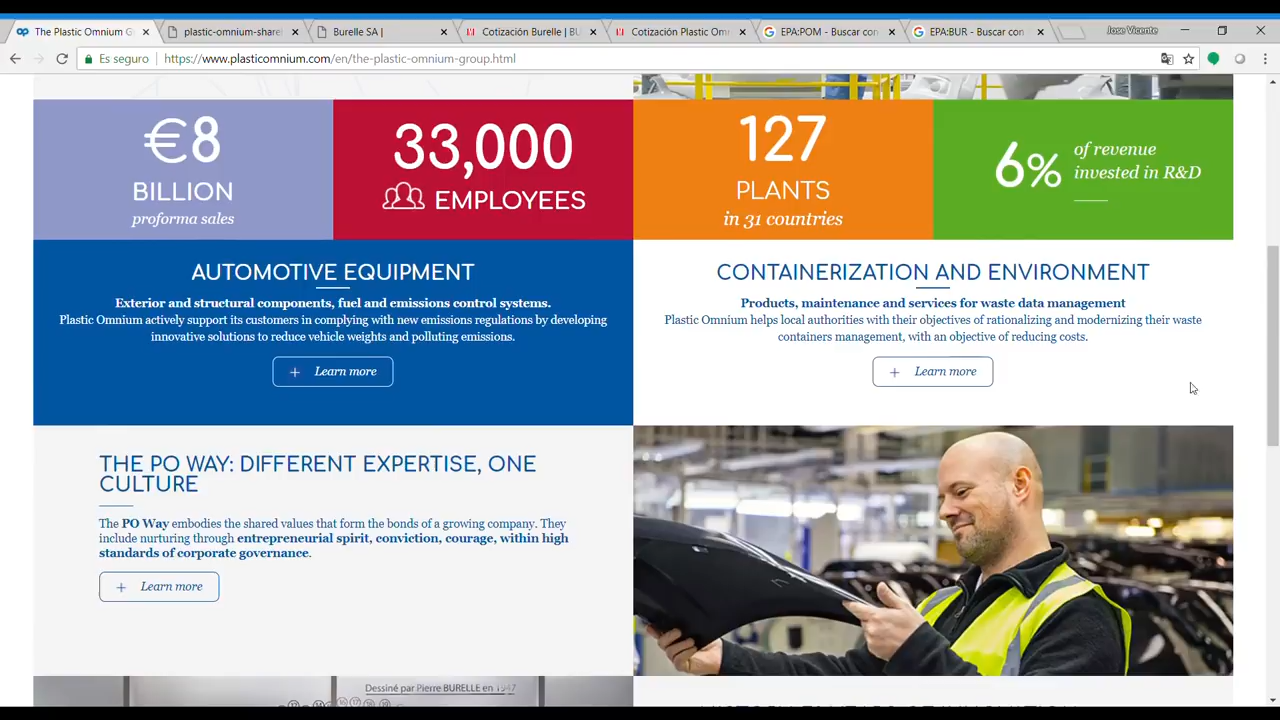 The Plastic Omnium G
plastic-omnium-share
Burelle SA |
Cotización Burelle | BU
Cotización Plastic Om
EPA:POM - Buscar con
EPA:BUR - Buscar con
Jose Vicente
Es seguro
https://www.plasticomnium.com/en/the-plastic-omnium-group.html
€8
BILLION
proforma sales
33,000
EMPLOYEES
127
PLANTS
in 31 countries
6% of revenue
invested in R&D
AUTOMOTIVE EQUIPMENT
Exterior and structural components, fuel and emissions control systems.
Plastic Omnium actively support its customers in complying with new emissions regulations by developing
innovative solutions to reduce vehicle weights and polluting emissions.
+ Learn more
CONTAINERIZATION AND ENVIRONMENT
Products, maintenance and services for waste data management
Plastic Omnium helps local authorities with their objectives of rationalizing and modernizing their waste
containers management, with an objective of reducing costs.
+ Learn more
THE PO WAY: DIFFERENT EXPERTISE, ONE
CULTURE
The PO Way embodies the shared values that form the bonds of a growing company. They
include nurturing through entrepreneurial spirit, conviction, courage, within high
standards of corporate governance.
+ Learn more
Dessiné par Pierre BURELLE en 1947